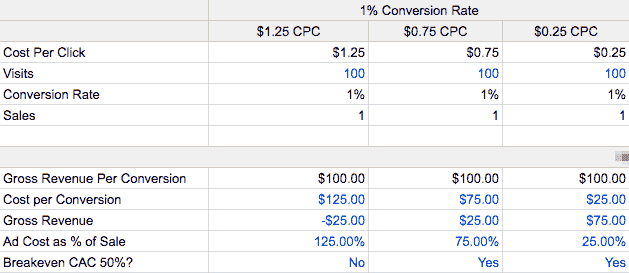 1% Conversion Rate
$1.25 CPC $0.75 CPC $0.25 CPC
Cost Per Click $1.25 $0.75 $0.25
Visits 100 100 100
Conversion Rate 1% 1% 1%
Sales 1 1 1
Gross Revenue Per Conversion $100.00 $100.00 $100.00
Cost per Conversion $125.00 $75.00 $25.00
Gross Revenue -$25.00 $25.00 $75.00
Ad Cost as % of Sale 125.00% 75.00% 25.00%
Breakeven CAC 50%? No Yes Yes